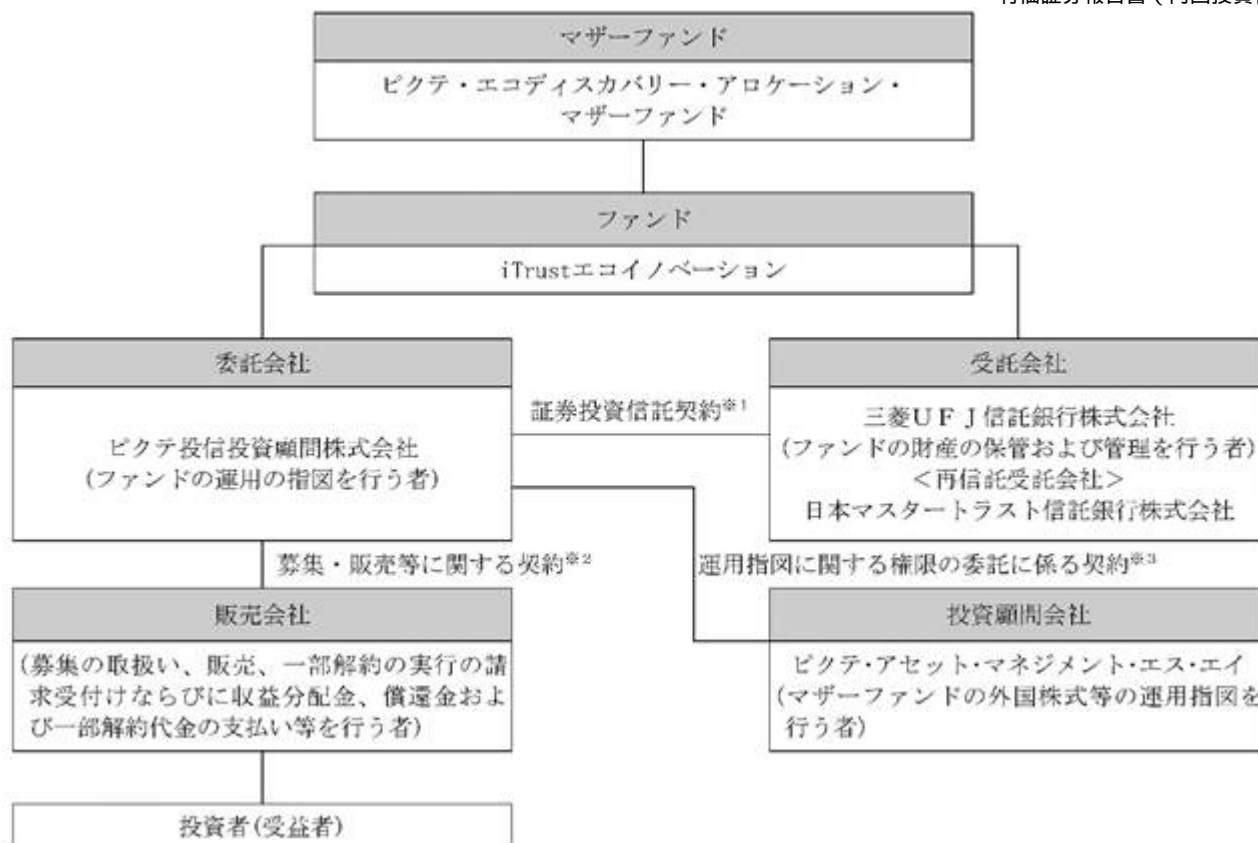 マザーファンド
ピクテ・エコディスカバリー・アロケーション・
マザーファンド
ファンド
iTrustエコイノベーション
委託会社
ピクテ投信投資顧問株式会社
(ファンドの運用の指図を行う者)
証券投資信託契約※1
受託会社
三菱UFJ信託銀行株式会社
(ファンドの財産の保管および管理を行う者)
<再信託受託会社>
日本マスタートラスト信託銀行株式会社
募集・販売等に関する契約※2
運用指図に関する権限の委託に係る契約※3
販売会社
(募集の取扱い、販売、一部解約の実行の請
求受付けならびに収益分配金、償還金およ
び一部解約代金の支払い等を行う者)
投資顧問会社
ピクテ・アセット・マネジメント・エス・エイ
(マザーファンドの外国株式等の運用指図を
行う者)
投資者(受益者)